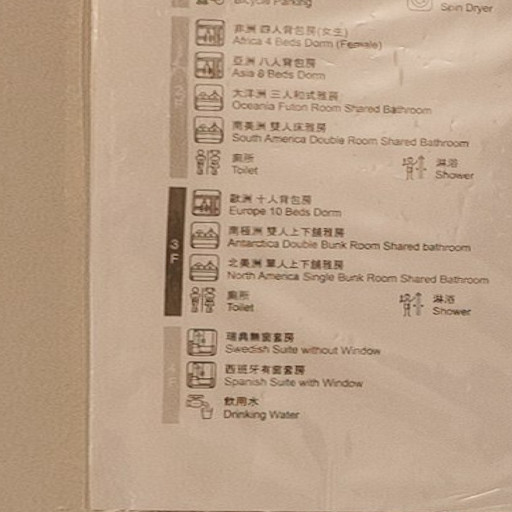 Bicycle Parking
Spin Dryer
非洲 四人背包房(女生)
Africa 4 Beds Dorm (Female)
亞洲 八人背包房
Asia 8 Beds Dorm
大洋洲 三人和式雅房
Oceania Futon Room Shared Bathroom
南美洲 雙人床雅房
South America Double Room Shared Bathroom
廁所
Toilet
淋浴
Shower
3F
歐洲 十人背包房
Europe 10 Beds Dorm
南極洲 雙人上下舖雅房
Antarctica Double Bunk Room Shared bathroom
北美洲 單人上下舖雅房
North America Single Bunk Room Shared Bathroom
廁所
Toilet
淋浴
Shower
4F
瑞典無窗套房
Swedish Suite without Window
西班牙有窗套房
Spanish Suite with Window
飲用水
Drinking Water